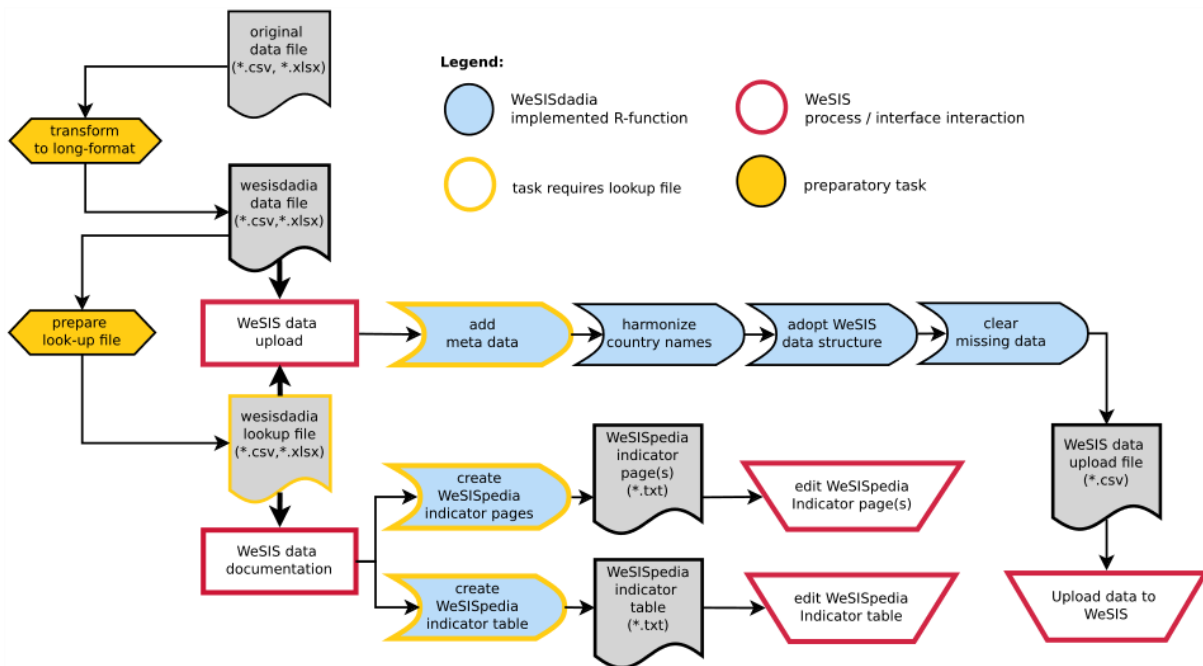 original
data file
(*.csv, *.xlsx)
Legend:
WeSISdadia
implemented R-function
WeSIS
process / interface interaction
task requires lookup file
preparatory task
transform
to long-format
wesisdadia
data file
(*.csv,*.xlsx)
prepare
look-up file
WeSIS data
upload
add
meta data
harmonize
country names
adopt WeSIS
data structure
clear
missing data
wesisdadia
lookup file
(*.csv,*.xlsx)
WeSIS data
documentation
create
WeSISpedia
indicator pages
WeSISpedia
indicator
page(s)
(*.txt)
edit WeSISpedia
Indicator page(s)
create
WeSISpedia
indicator table
WeSISpedia
indicator
table
(*.txt)
edit WeSISpedia
Indicator table
WeSIS data
upload file
(*.csv)
Upload data to
WeSIS